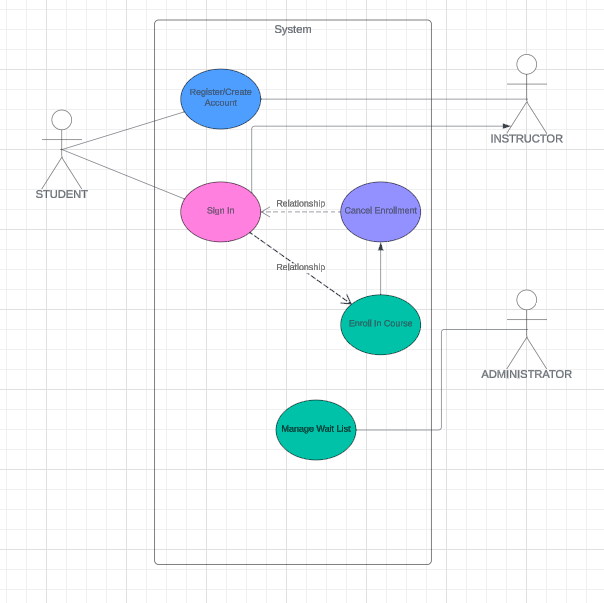 System
Register/Create
Account
INSTRUCTOR
STUDENT
Relationship
Sign In
Cancel Enrollment
Relationship
Enroll In Course
ADMINISTRATOR
Manage Wait List